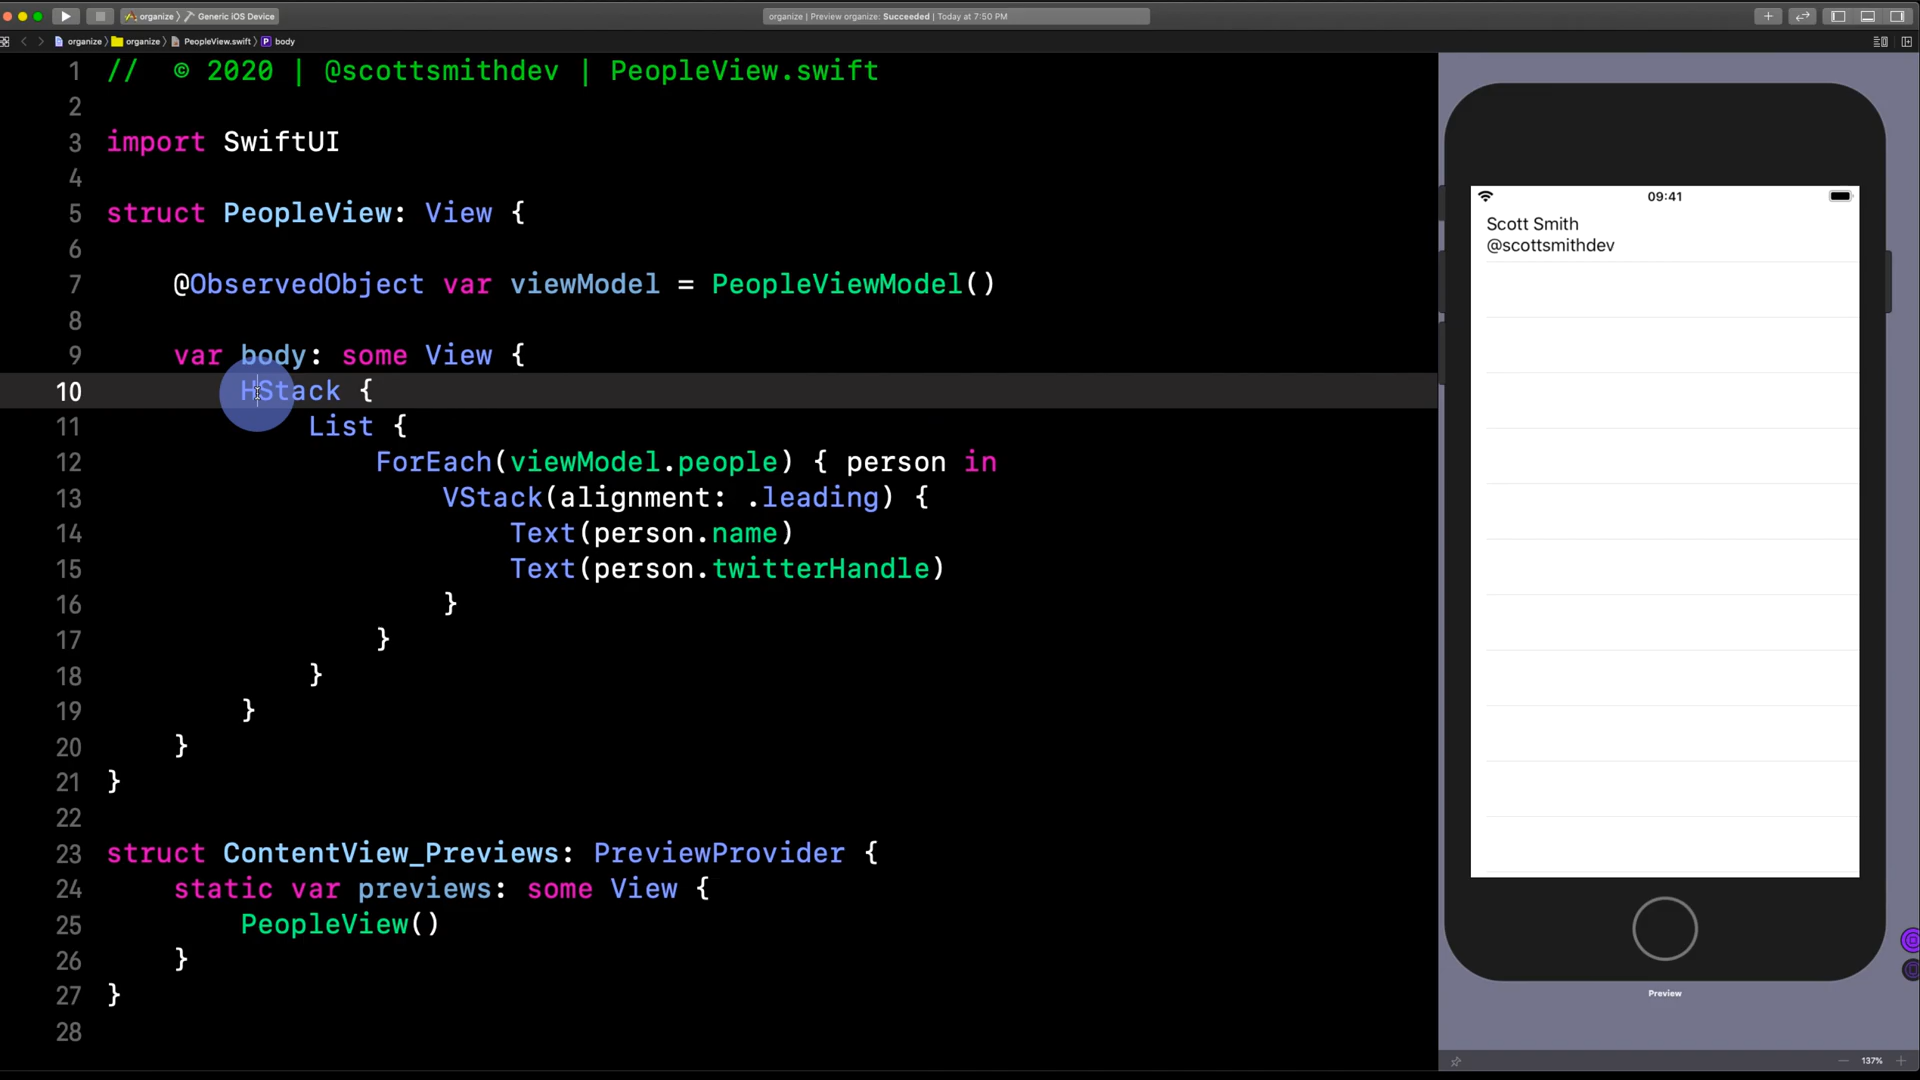 organize > Generic iOS Device
organize | Preview organize: Succeeded | Today at 7:50 PM
organize > organize > PeopleView.swift > P body
1 // © 2020 | @scottsmithdev | PeopleView.swift
2
3 import SwiftUI
4
5 struct PeopleView: View {
6
7 @ObservedObject var viewModel = PeopleViewModel()
8
9 var body: some View {
10 HStack {
11 List {
12 ForEach(viewModel.people) { person in
13 VStack(alignment: .leading) {
14 Text(person.name)
15 Text(person.twitterHandle)
16 }
17 }
18 }
19 }
20 }
21 }
22
23 struct ContentView_Previews: PreviewProvider {
24 static var previews: some View {
25 PeopleView()
26 }
27 }
28
09:41
Scott Smith
@scottsmithdev
Preview
137%